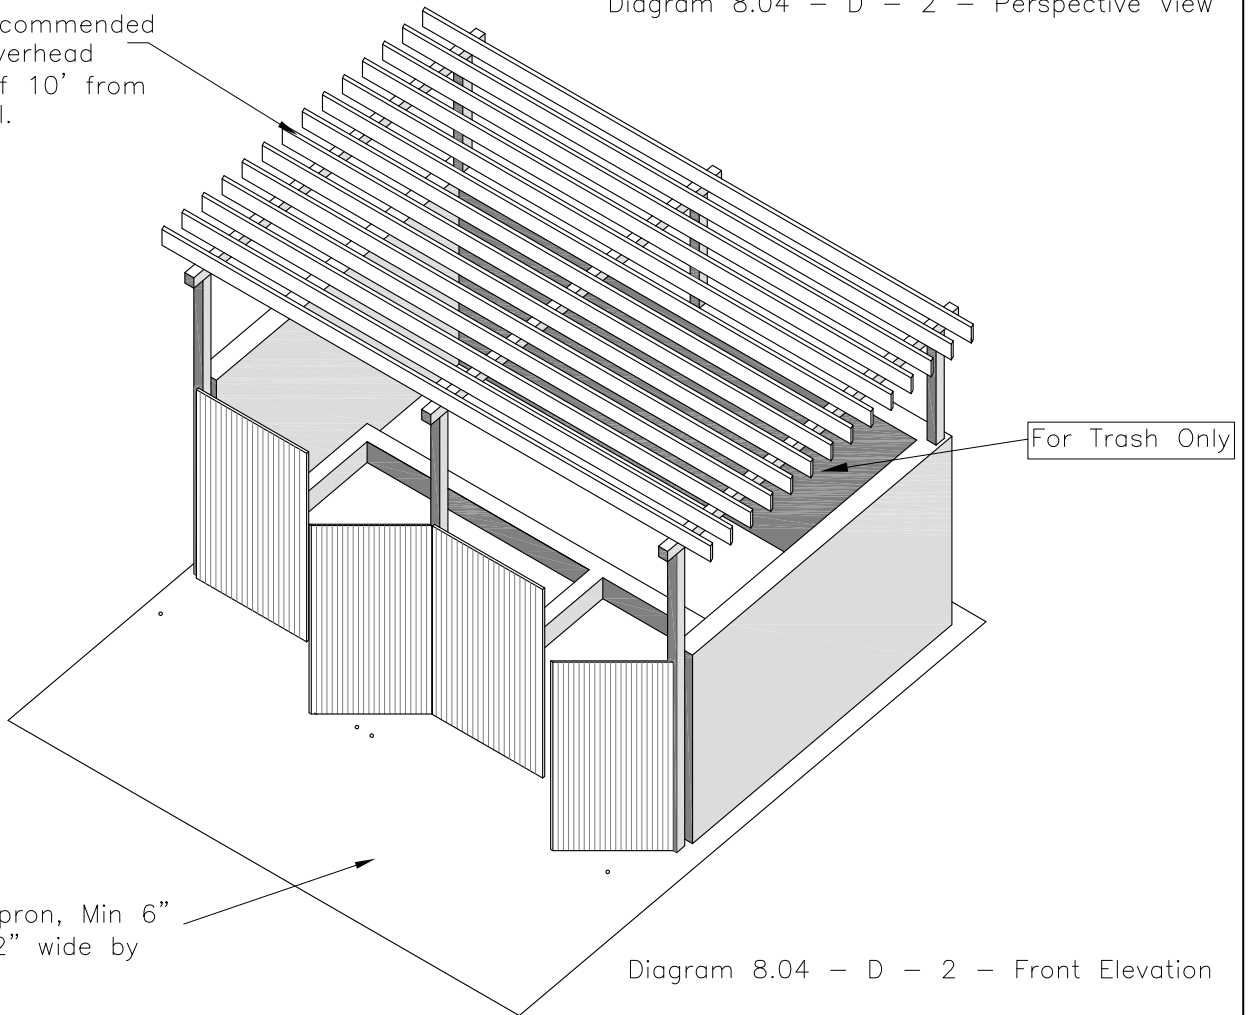 Diagram 8.04 - D - 2 - Perspective View
commended
verhead
f 10' from
l.
For Trash Only
pron, Min 6"
2" wide by
Diagram 8.04 - D - 2 - Front Elevation